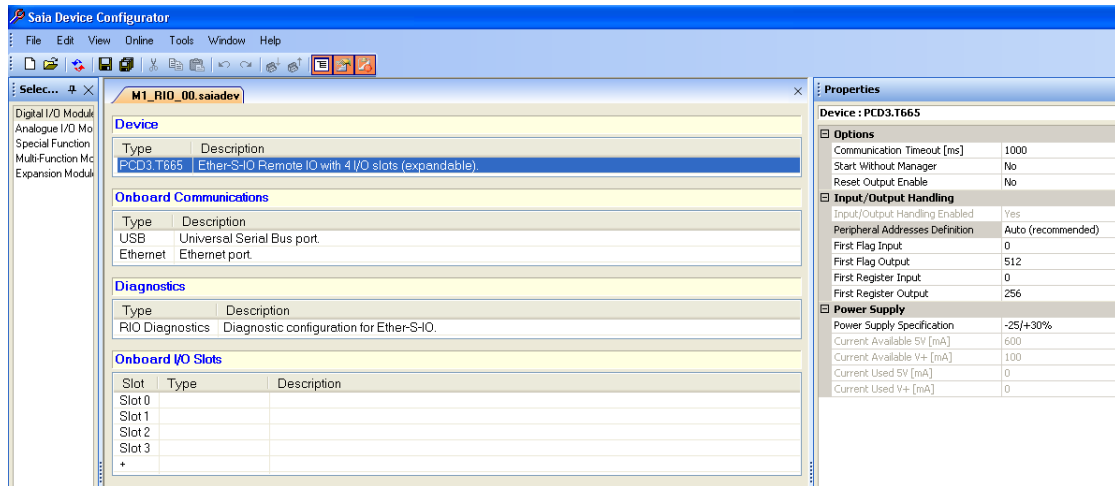 Saia Device Configurator
File Edit View Online Tools Window Help
Selec...
Digital I/O Module
Analogue I/O Mo
Special Function
Multi-Function Mo
Expansion Module
M1_RIO_00.saiadev
Device
Type Description
PCD3.T665 Ether-S-IO Remote IO with 4 I/O slots (expandable).
Onboard Communications
Type Description
USB Universal Serial Bus port.
Ethernet Ethernet port.
Diagnostics
Type Description
RIO Diagnostics Diagnostic configuration for Ether-S-IO.
Onboard I/O Slots
Slot Type Description
Slot 0
Slot 1
Slot 2
Slot 3
+
Properties
Device : PCD3.T665
Options
Communication Timeout [ms] 1000
Start Without Manager No
Reset Output Enable No
Input/Output Handling
Input/Output Handling Enabled Yes
Peripheral Addresses Definition Auto (recommended)
First Flag Input 0
First Flag Output 512
First Register Input 0
First Register Output 256
Power Supply
Power Supply Specification -25/+30%
Current Available 5V [mA] 600
Current Available V+ [mA] 100
Current Used 5V [mA] 0
Current Used V+ [mA] 0